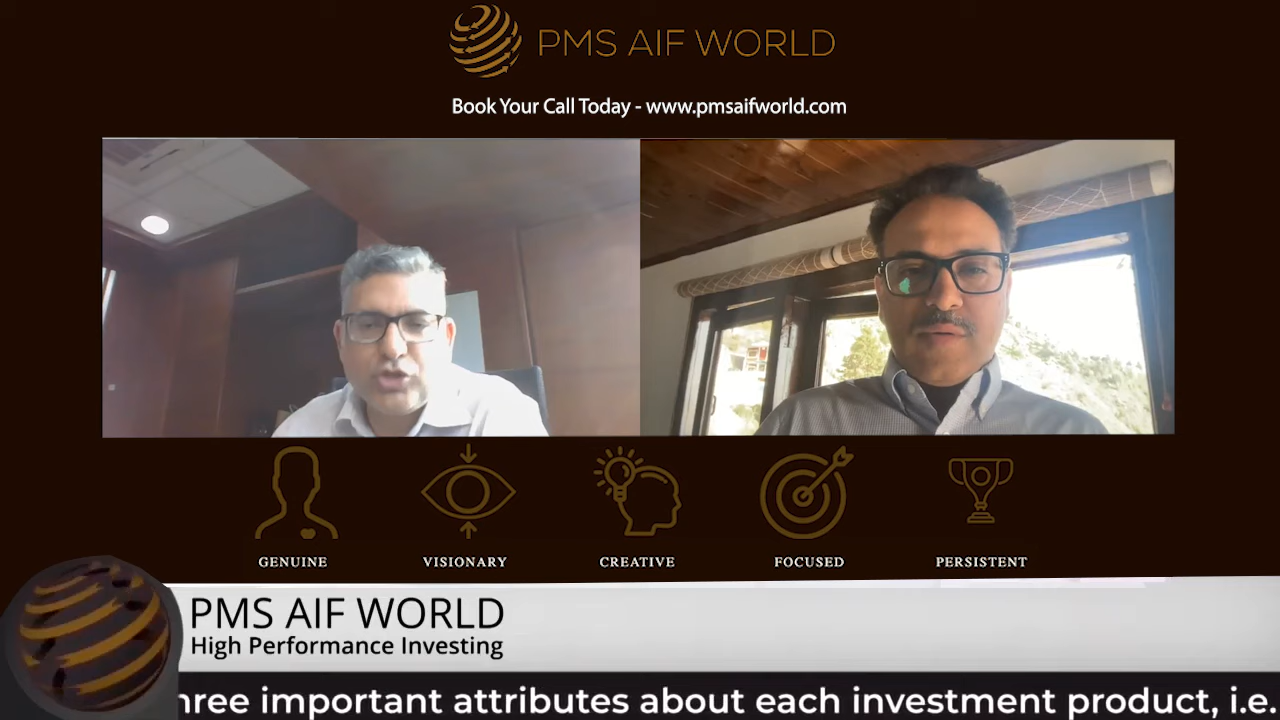 PMS AIF WORLD
Book Your Call Today - www.pmsaifworld.com
GENUINE VISIONARY CREATIVE FOCUSED PERSISTENT
PMS AIF WORLD
High Performance Investing
important attributes about each investment product, i.e.